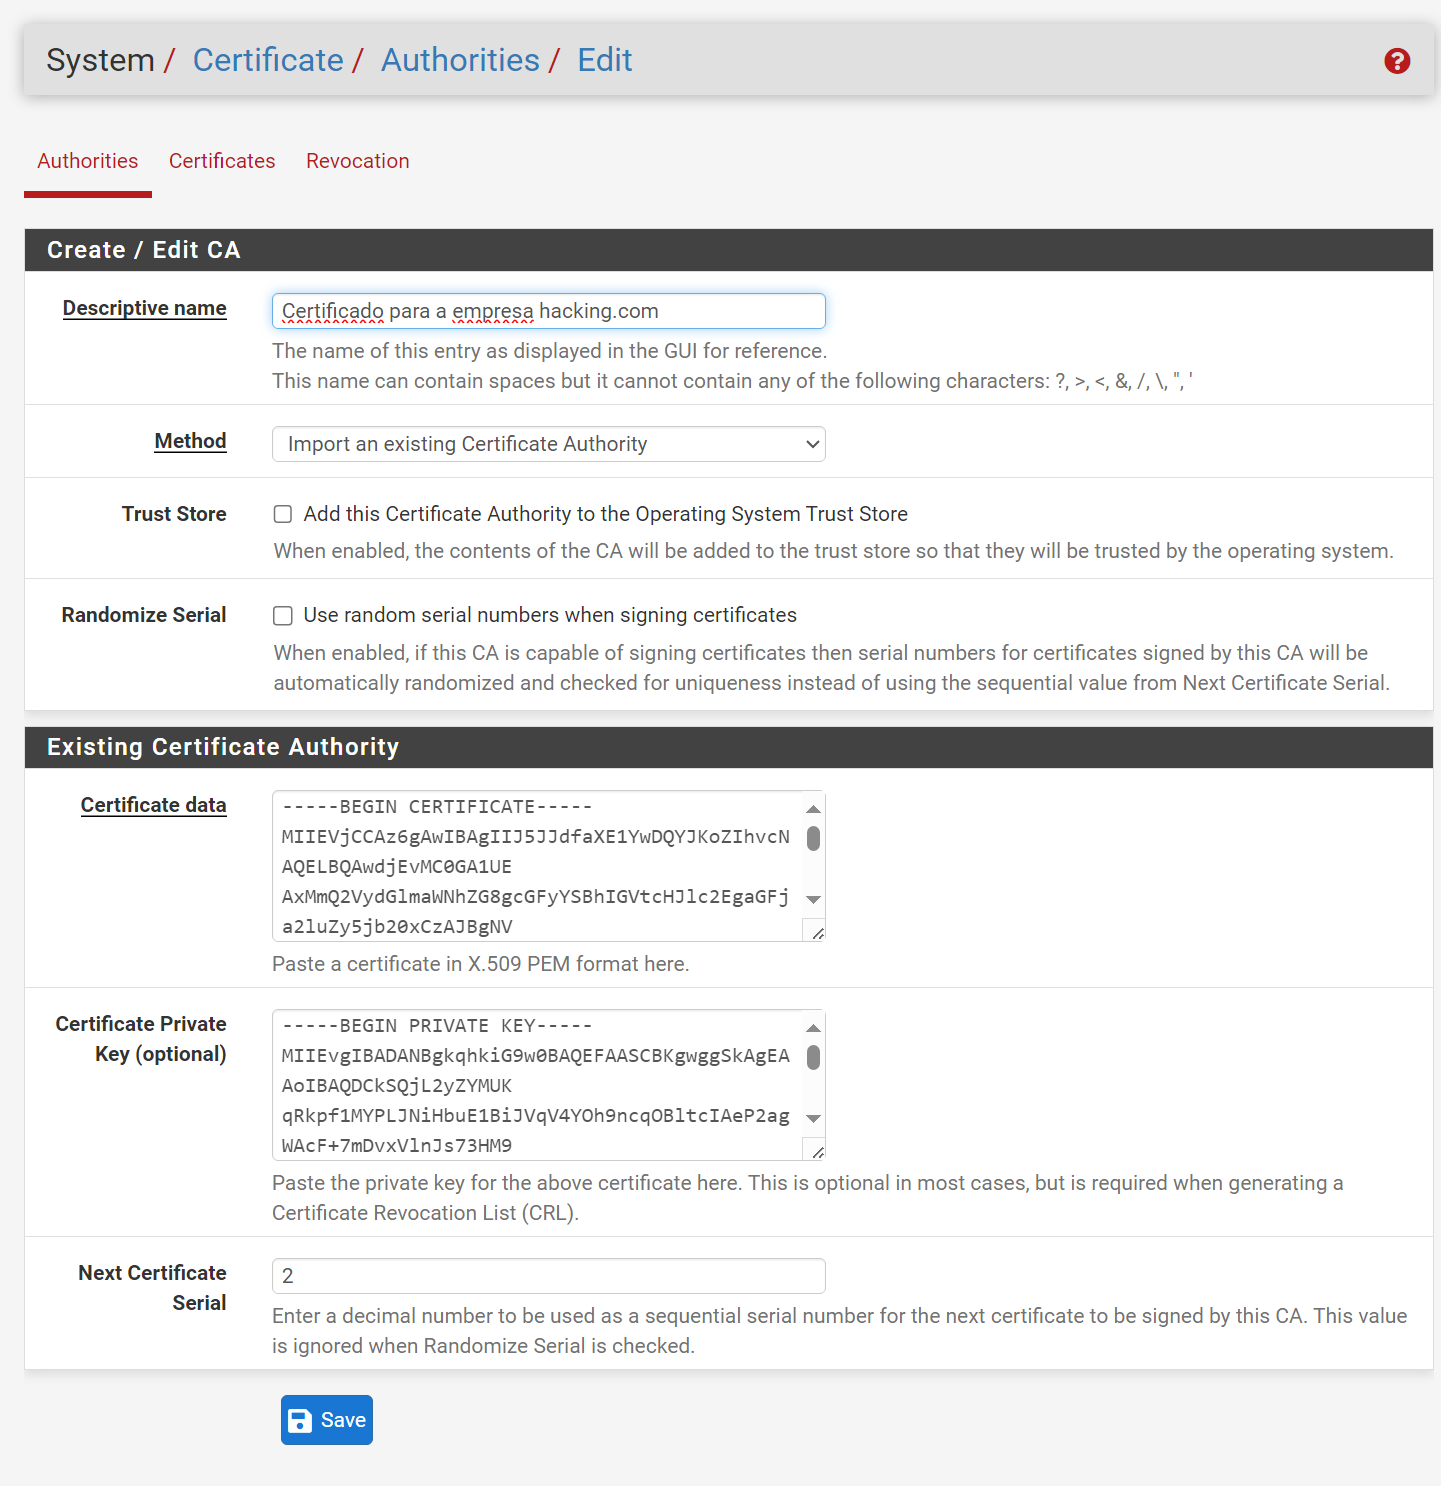 System / Certificate / Authorities / Edit
Authorities Certificates Revocation
Create / Edit CA
Descriptive name
Certificado para a empresa hacking.com
The name of this entry as displayed in the GUI for reference.
This name can contain spaces but it cannot contain any of the following characters: ?, >, <, &, /, \, ", '
Method
Import an existing Certificate Authority
Trust Store
Add this Certificate Authority to the Operating System Trust Store
When enabled, the contents of the CA will be added to the trust store so that they will be trusted by the operating system.
Randomize Serial
Use random serial numbers when signing certificates
When enabled, if this CA is capable of signing certificates then serial numbers for certificates signed by this CA will be
automatically randomized and checked for uniqueness instead of using the sequential value from Next Certificate Serial.
Existing Certificate Authority
Certificate data
-----BEGIN CERTIFICATE-----
MIIEVjCCAz6gAwIBAgIIJ5JJdfaXE1YwDQYJKoZIhvcN
AQELBQAwdjEvMC0GA1UE
AxMmQ2VydGlmaWNhZG8gcGFyYSBhIGVtcHJlc2EgaGFj
a2luZy5jb20xCzAJBgNV
Paste a certificate in X.509 PEM format here.
Certificate Private
Key (optional)
-----BEGIN PRIVATE KEY-----
MIIEvgIBADANBgkqhkiG9w0BAQEFAASCBKgwggSkAgEA
AoIBAQDCkSQjL2yZYMUK
qRkpf1MYPLJNiHbuE1BiJVqV4YOh9ncqOBltcIAeP2ag
WAcF+7mDvxVlnJs73HM9
Paste the private key for the above certificate here. This is optional in most cases, but is required when generating a
Certificate Revocation List (CRL).
Next Certificate
Serial
2
Enter a decimal number to be used as a sequential serial number for the next certificate to be signed by this CA. This value
is ignored when Randomize Serial is checked.
Save